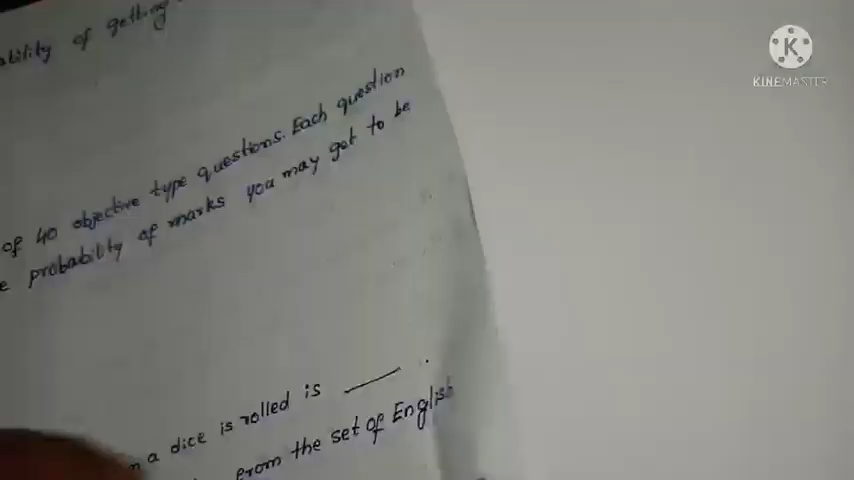 of getting
of 40 objective type questions. Each question
probability of marks you may get to be
a dice is rolled is ____ .
from the set of English
K
KINEMASTER